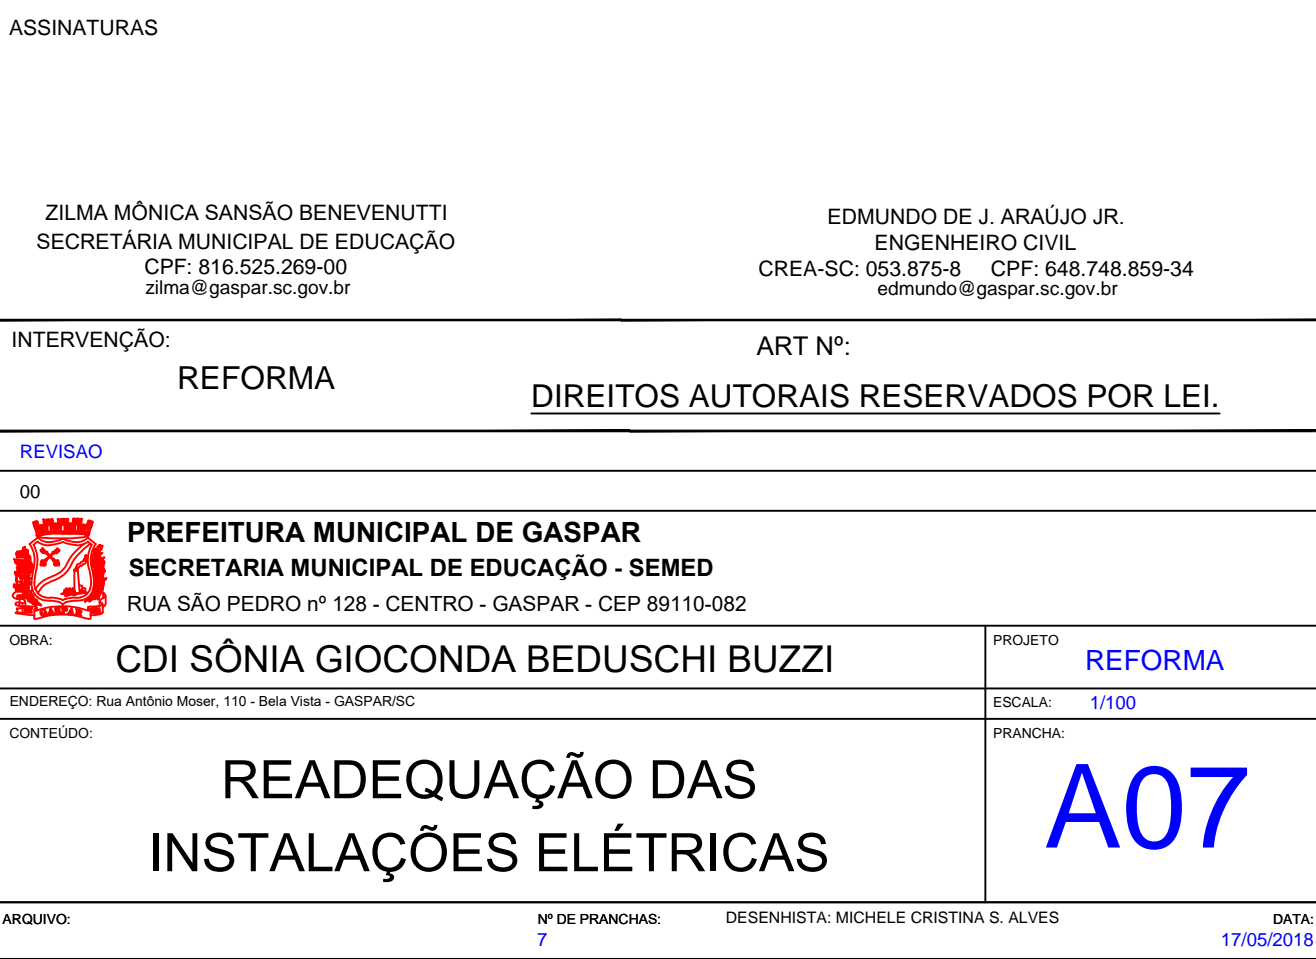 ASSINATURAS
ZILMA MÔNICA SANSÃO BENEVENUTTI
SECRETÁRIA MUNICIPAL DE EDUCAÇÃO
CPF: 816.525.269-00
zilma@gaspar.sc.gov.br
EDMUNDO DE J. ARAÚJO JR.
ENGENHEIRO CIVIL
CREA-SC: 053.875-8 CPF: 648.748.859-34
edmundo@gaspar.sc.gov.br
INTERVENÇÃO:
REFORMA
ART Nº:
DIREITOS AUTORAIS RESERVADOS POR LEI.
REVISAO
00
GASPAR
PREFEITURA MUNICIPAL DE GASPAR
SECRETARIA MUNICIPAL DE EDUCAÇÃO - SEMED
RUA SÃO PEDRO nº 128 - CENTRO - GASPAR - CEP 89110-082
OBRA:
CDI SÔNIA GIOCONDA BEDUSCHI BUZZI
PROJETO
REFORMA
ENDEREÇO: Rua Antônio Moser, 110 - Bela Vista - GASPAR/SC
ESCALA: 1/100
CONTEÚDO:
READEQUAÇÃO DAS
INSTALAÇÕES ELÉTRICAS
PRANCHA:
A07
ARQUIVO:
Nº DE PRANCHAS:
7
DESENHISTA: MICHELE CRISTINA S. ALVES
DATA:
17/05/2018